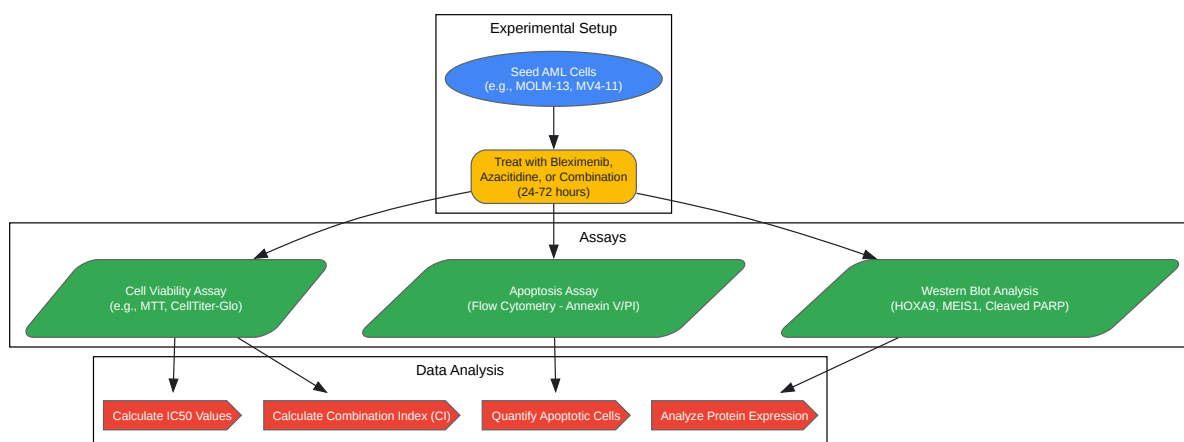 Experimental Setup
Seed AML Cells
(e.g., MOLM-13, MV4-11)
Treat with Bleximenib,
Azacitidine, or Combination
(24-72 hours)
Assays
Cell Viability Assay
(e.g., MTT, CellTiter-Glo)
Apoptosis Assay
(Flow Cytometry - Annexin V/PI)
Western Blot Analysis
(HOXA9, MEIS1, Cleaved PARP)
Data Analysis
Calculate IC50 Values
Calculate Combination Index (CI)
Quantify Apoptotic Cells
Analyze Protein Expression